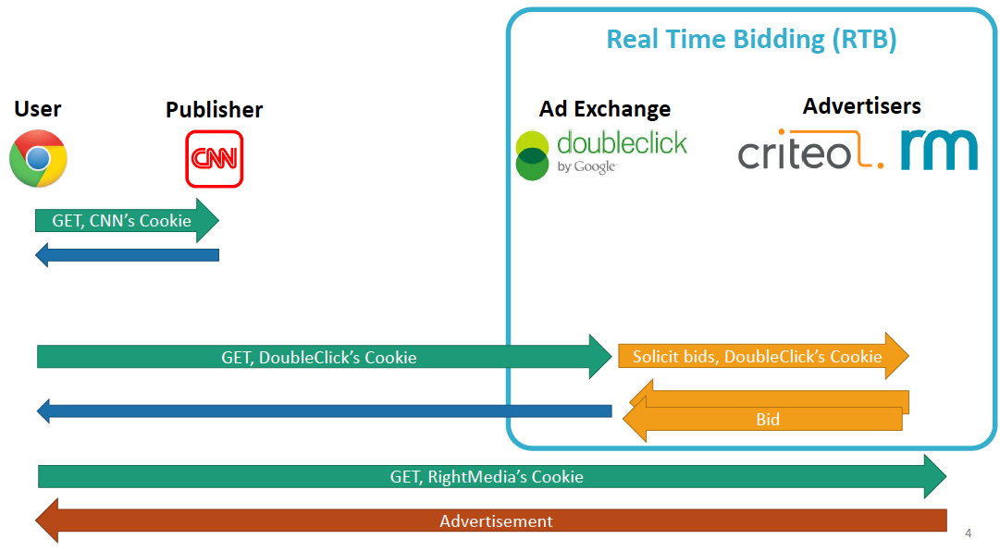 Real Time Bidding (RTB)
User
Publisher
Ad Exchange
Advertisers
CNN
doubleclick
by Google
criteo
rm
GET, CNN's Cookie
GET, DoubleClick's Cookie
Solicit bids, DoubleClick's Cookie
Bid
GET, RightMedia's Cookie
Advertisement
4